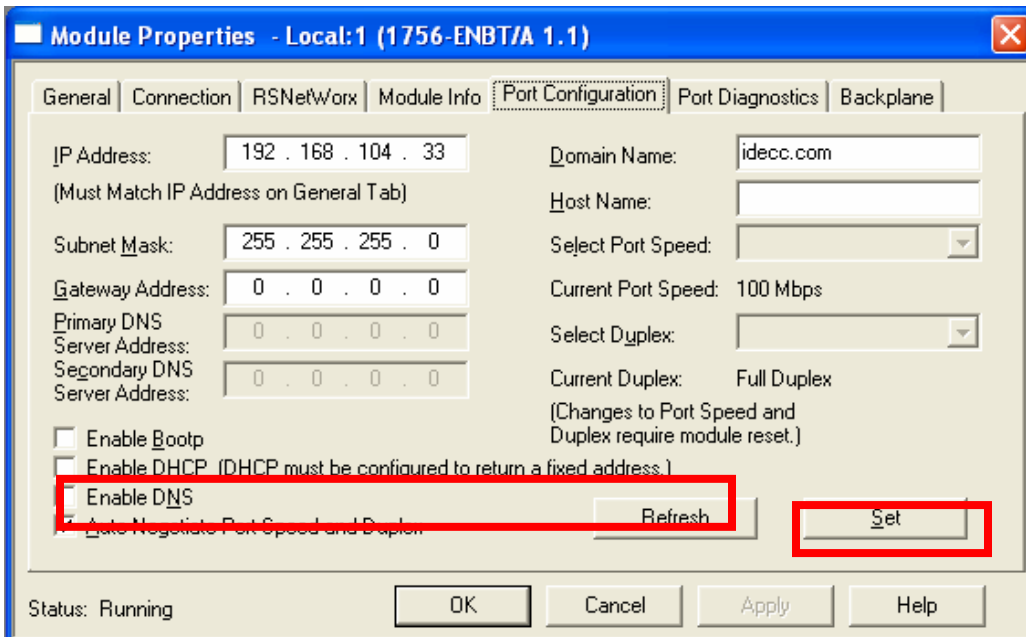 Module Properties - Local:1 (1756-ENBT/A 1.1)
General Connection RSNetWorx Module Info Port Configuration Port Diagnostics Backplane
IP Address: 192 . 168 . 104 . 33
(Must Match IP Address on General Tab)
Subnet Mask: 255 . 255 . 255 . 0
Gateway Address: 0 . 0 . 0 . 0
Primary DNS
Server Address: 0 . 0 . 0 . 0
Secondary DNS
Server Address: 0 . 0 . 0 . 0
Domain Name: idecc.com
Host Name:
Select Port Speed:
Current Port Speed: 100 Mbps
Select Duplex:
Current Duplex: Full Duplex
(Changes to Port Speed and
Duplex require module reset.)
Enable Bootp
Enable DHCP (DHCP must be configured to return a fixed address.)
Enable DNS
Auto Negotiate Port Speed and Duplex
Refresh Set
Status: Running OK Cancel Apply Help